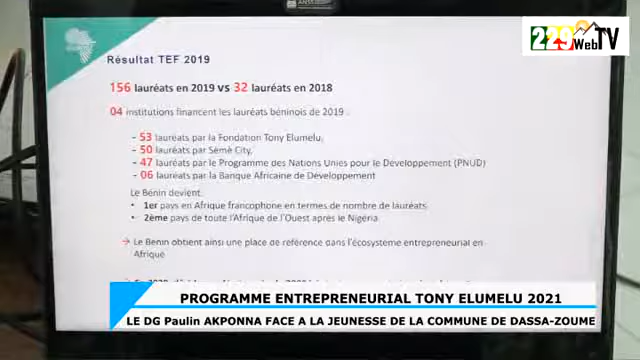 229
WebTV
Résultat TEF 2019
156 lauréats en 2019 vs 32 lauréats en 2018
04 institutions financent les lauréats béninois de 2019 :
- 53 lauréats par la Fondation Tony Elumelu,
- 50 lauréats par Sèmè City,
- 47 lauréats par le Programme des Nations Unies pour le Développement (PNUD)
- 06 lauréats par la Banque Africaine de Développement
Le Bénin devient
• 1er pays en Afrique francophone en termes de nombre de lauréats
• 2ème pays de toute l'Afrique de l'Ouest après le Nigéria
→ Le Benin obtient ainsi une place de référence dans l'écosystème entrepreneurial en
Afrique
PROGRAMME ENTREPREUNERIAL TONY ELUMELU 2021
LE DG Paulin AKPONNA FACE A LA JEUNESSE DE LA COMMUNE DE DASSA-ZOUME